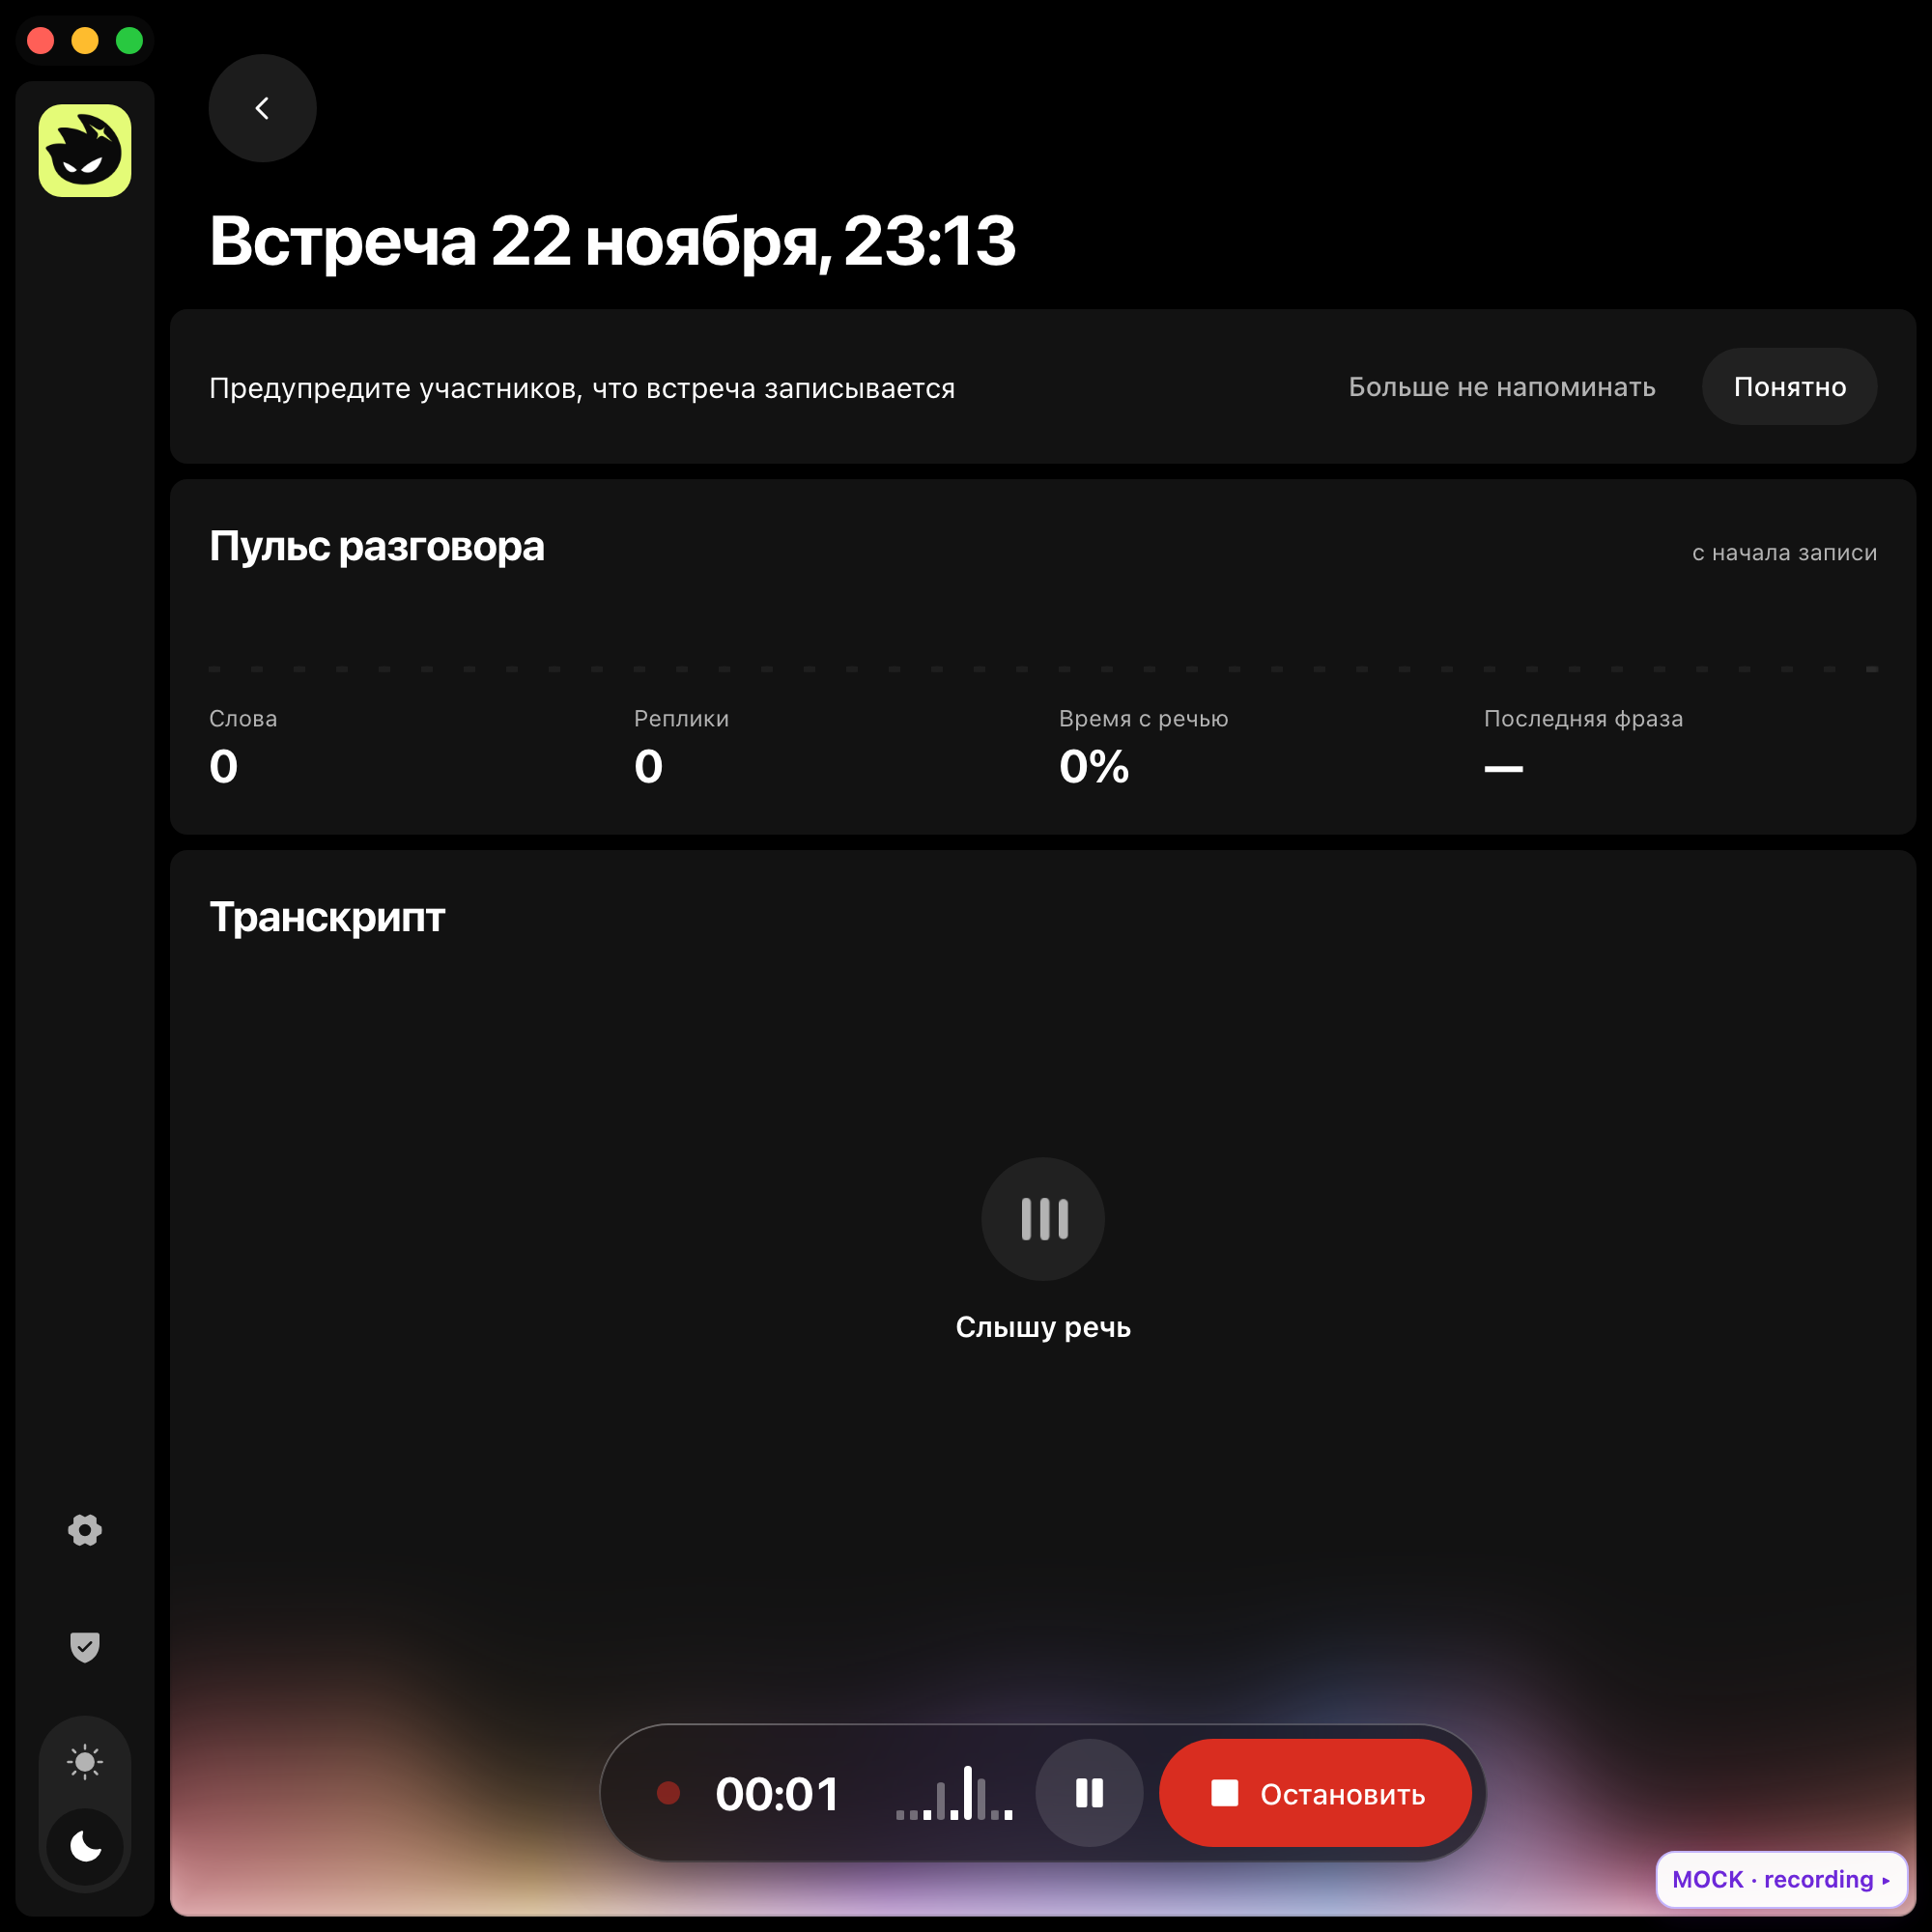 Встреча 22 ноября, 23:13
Предупредите участников, что встреча записывается
Больше не напоминать
Понятно
Пульс разговора
с начала записи
Слова
0
Реплики
0
Время с речью
0%
Последняя фраза
—
Транскрипт
Слышу речь
00:01
Остановить
MOCK · recording ▸